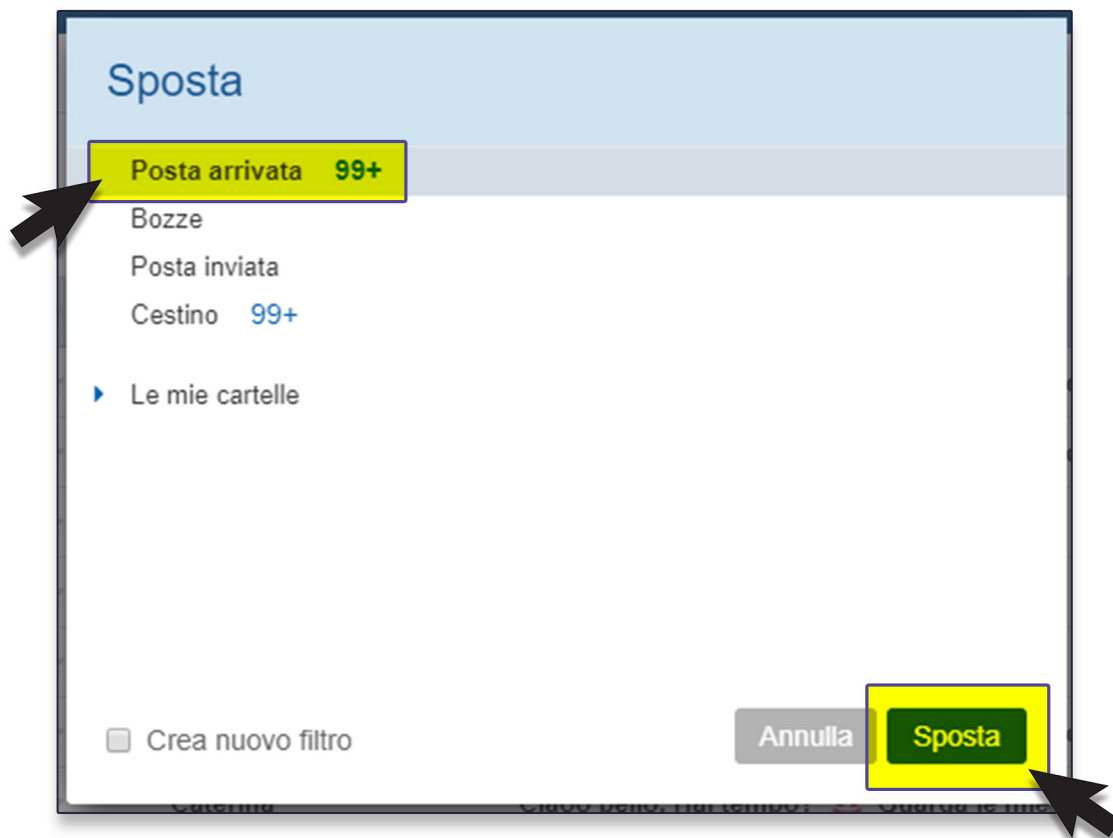 Sposta
Posta arrivata 99+
Bozze
Posta inviata
Cestino 99+
Le mie cartelle
Crea nuovo filtro
Annulla
Sposta